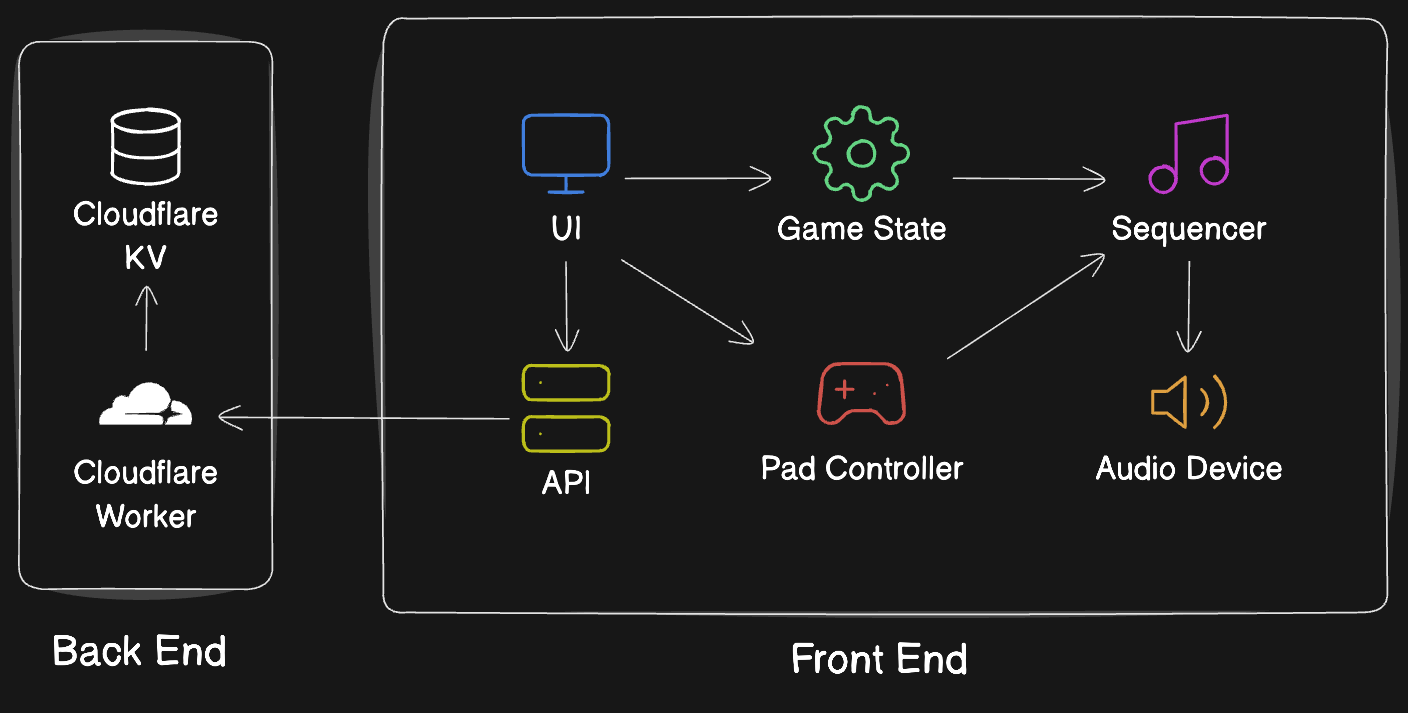 Cloudflare
KV
Cloudflare
Worker
Back End
UI
Game State
Sequencer
API
Pad Controller
Audio Device
Front End